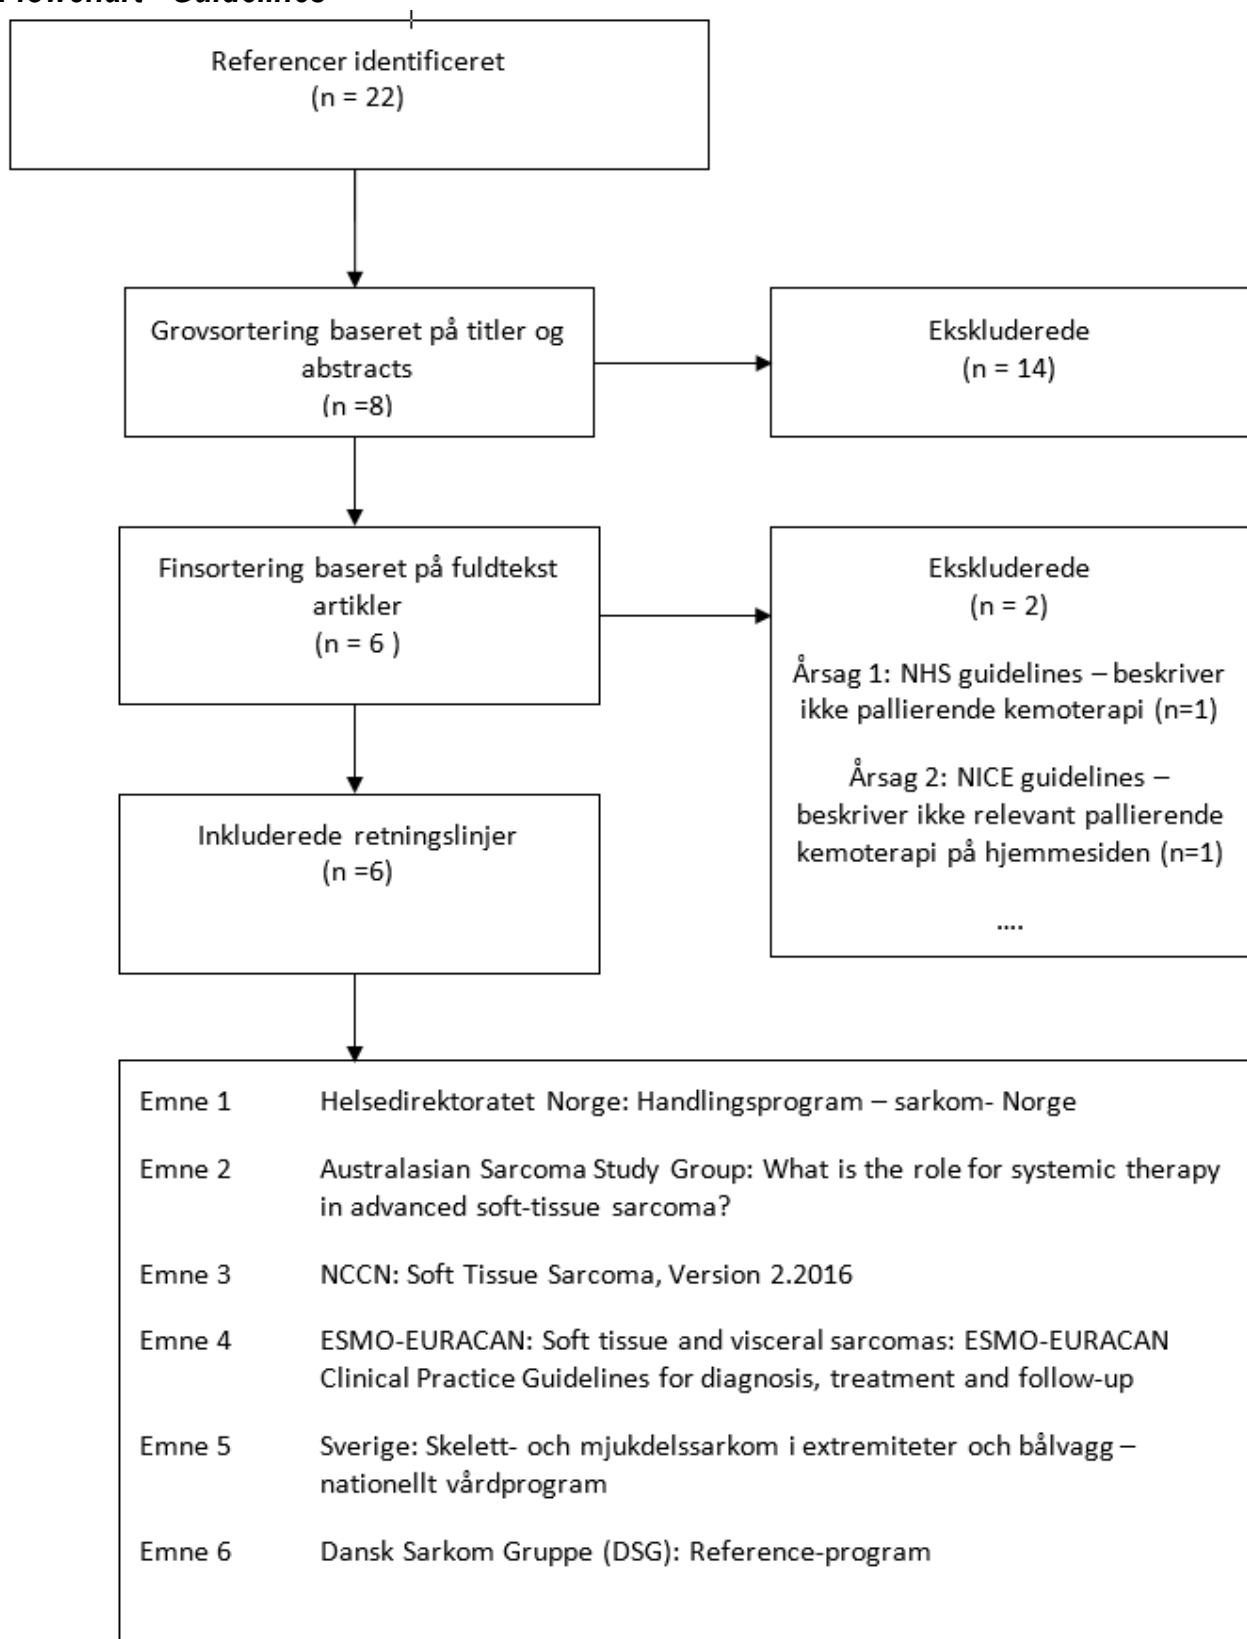 Flowchart - Guidelines
Referencer identificeret
(n = 22)
Grovsortering baseret på titler og
abstracts
(n =8)
Ekskluderede
(n = 14)
Finsortering baseret på fuldtekst
artikler
(n = 6 )
Ekskluderede
(n = 2)
Årsag 1: NHS guidelines – beskriver
ikke pallierende kemoterapi (n=1)
Årsag 2: NICE guidelines –
beskriver ikke relevant pallierende
kemoterapi på hjemmesiden (n=1)
....
Inkluderede retningslinjer
(n =6)
Emne 1 Helsedirektoratet Norge: Handlingsprogram – sarkom- Norge
Emne 2 Australasian Sarcoma Study Group: What is the role for systemic therapy
in advanced soft-tissue sarcoma?
Emne 3 NCCN: Soft Tissue Sarcoma, Version 2.2016
Emne 4 ESMO-EURACAN: Soft tissue and visceral sarcomas: ESMO-EURACAN
Clinical Practice Guidelines for diagnosis, treatment and follow-up
Emne 5 Sverige: Skelett- och mjukdelssarkom i extremiteter och bålvagg –
nationellt vårdprogram
Emne 6 Dansk Sarkom Gruppe (DSG): Reference-program